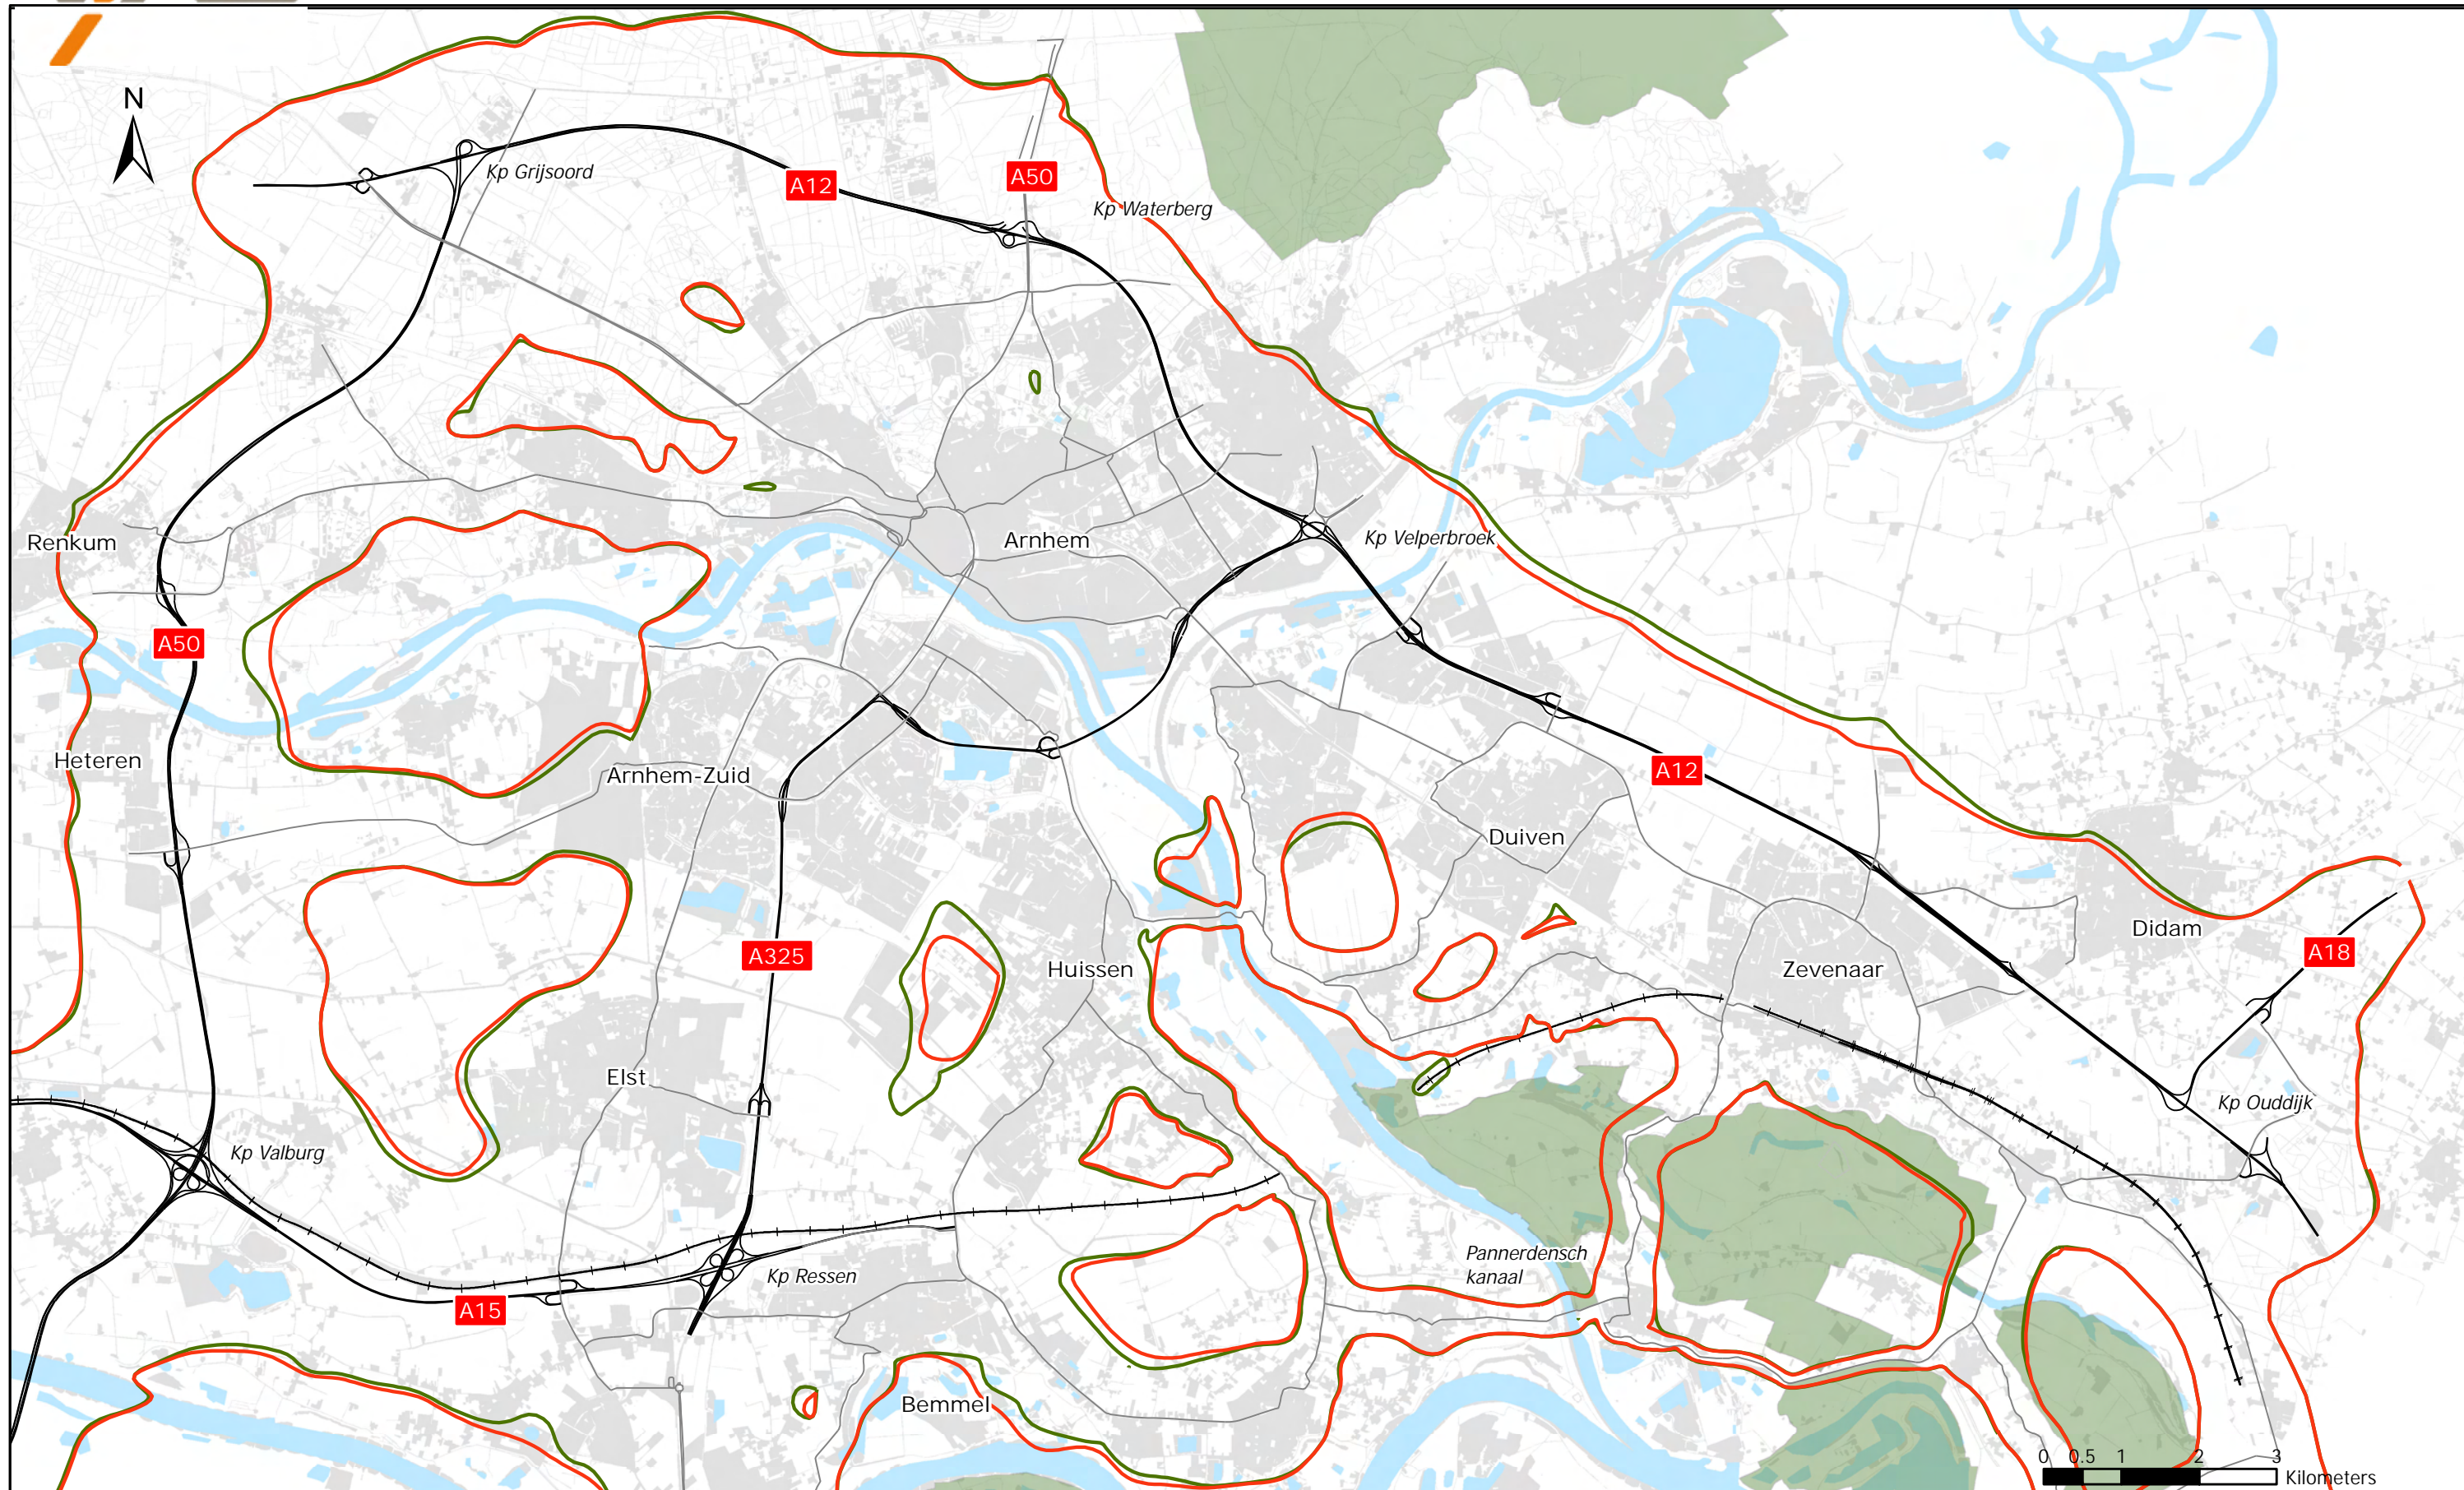 N
Kp Grijsoord
A12
A50
Kp Waterberg
Renkum
Arnhem
Kp Velperbroek
A50
Heteren
Arnhem-Zuid
A12
Duiven
A325
Huissen
Zevenaar
Didam
A18
Elst
Kp Ouddijk
Kp Valburg
Kp Ressen
Pannerdensch
kanaal
A15
Bemmel
0 0.5 1 2 3
Kilometers